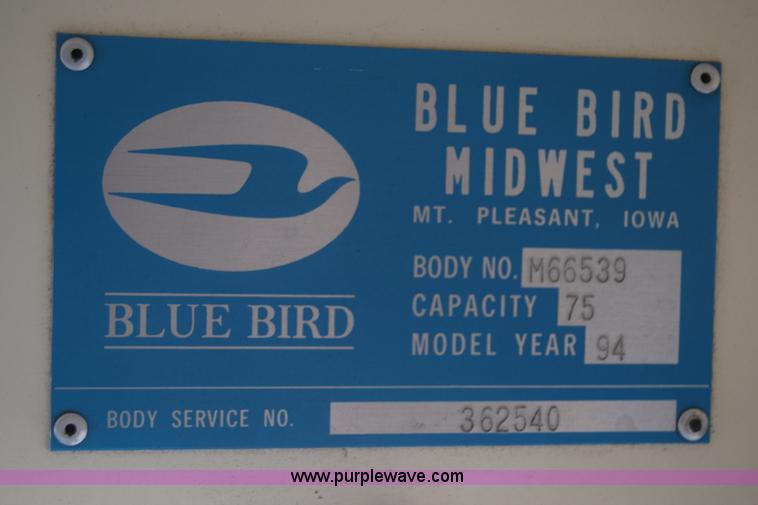 BLUE BIRD
MIDWEST
MT. PLEASANT, IOWA
BODY NO. M66539
CAPACITY 75
MODEL YEAR 94
BLUE BIRD
BODY SERVICE NO. 362540
www.purplewave.com